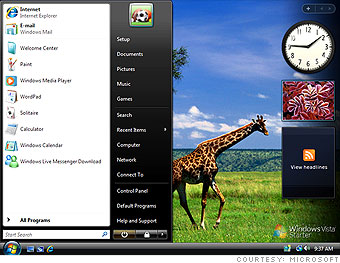 Internet
Internet Explorer
E-mail
Windows Mail
Welcome Center
Paint
Windows Media Player
WordPad
Solitaire
Calculator
Windows Calendar
Windows Live Messenger Download
All Programs
Start Search
Setup
Documents
Pictures
Music
Games
Search
Recent Items
Computer
Network
Connect To
Control Panel
Default Programs
Help and Support
View headlines
Windows Vista
Starter
9:37 AM
COURTESY: MICROSOFT